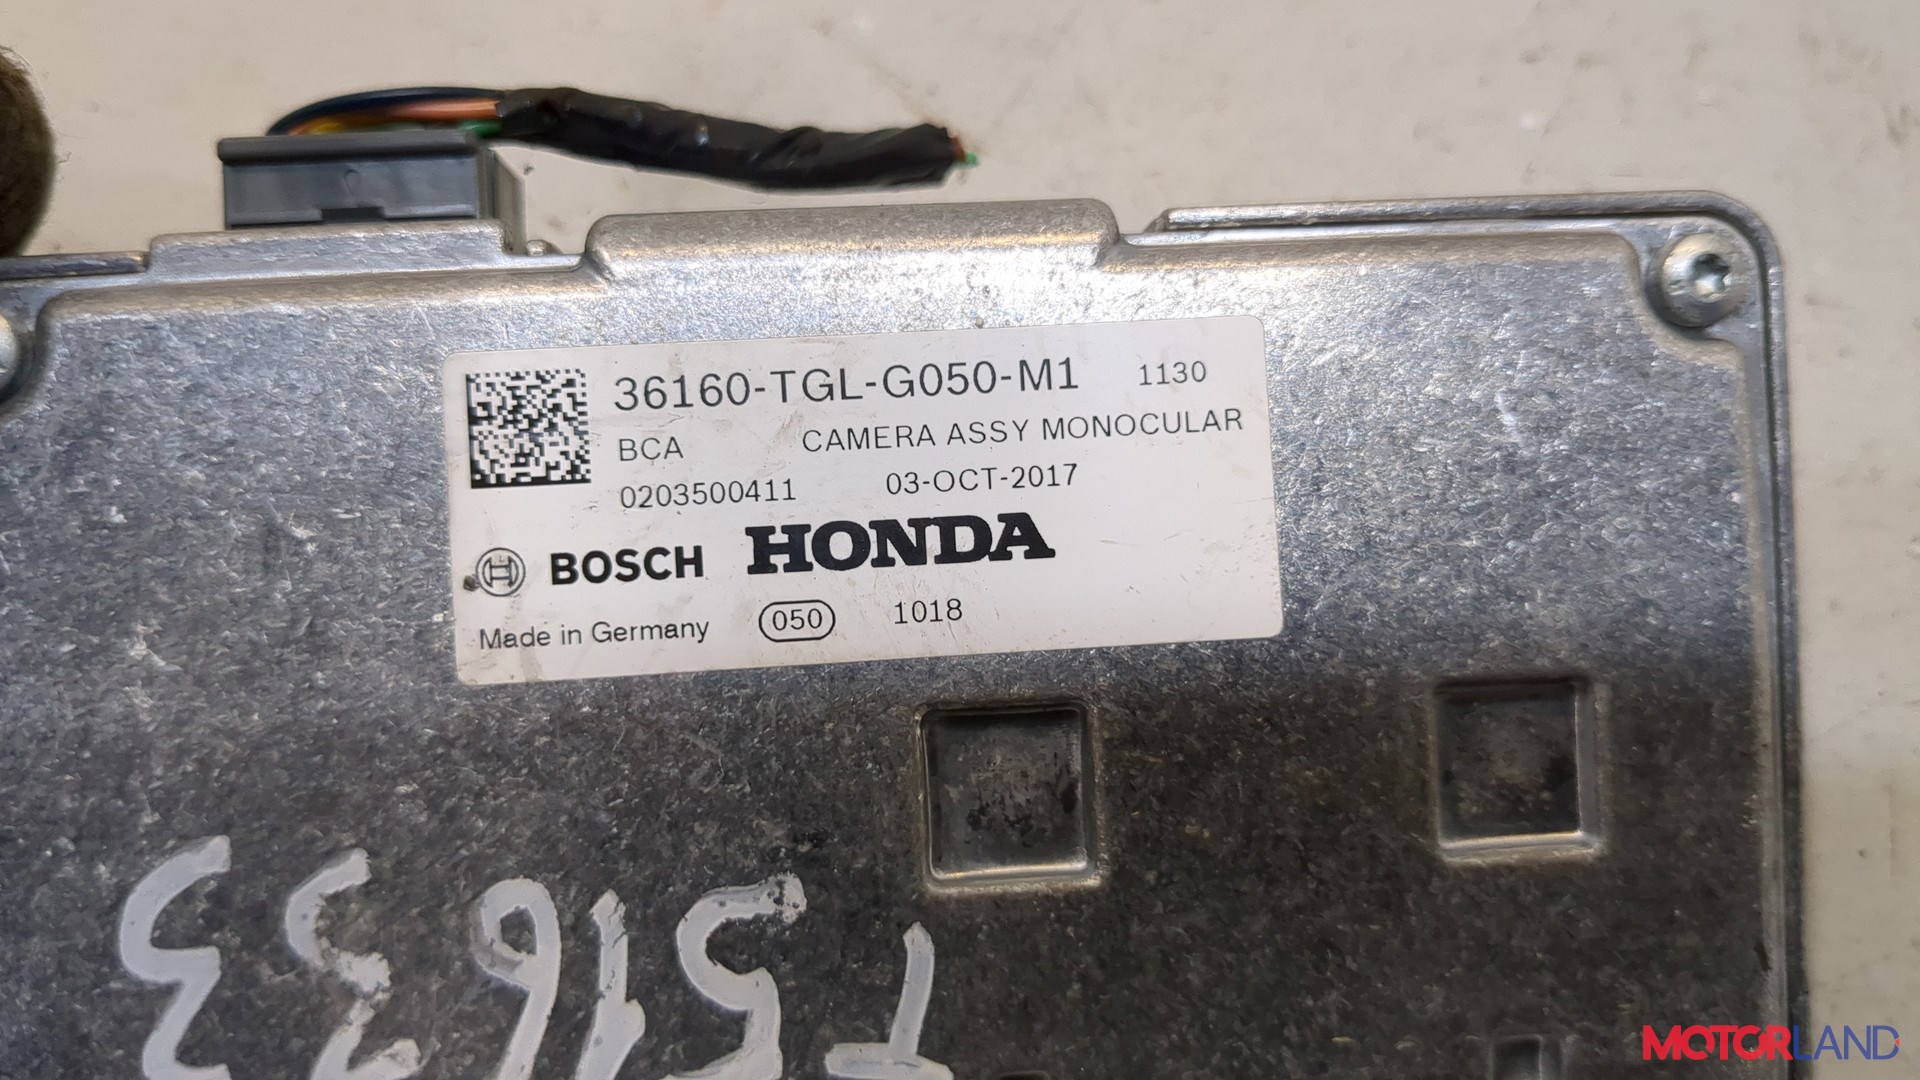 36160-TGL-G050-M1 1130
BCA CAMERA ASSY MONOCULAR
0203500411 03-OCT-2017
BOSCH HONDA
Made in Germany 050 1018
T51633
MOTORLAND